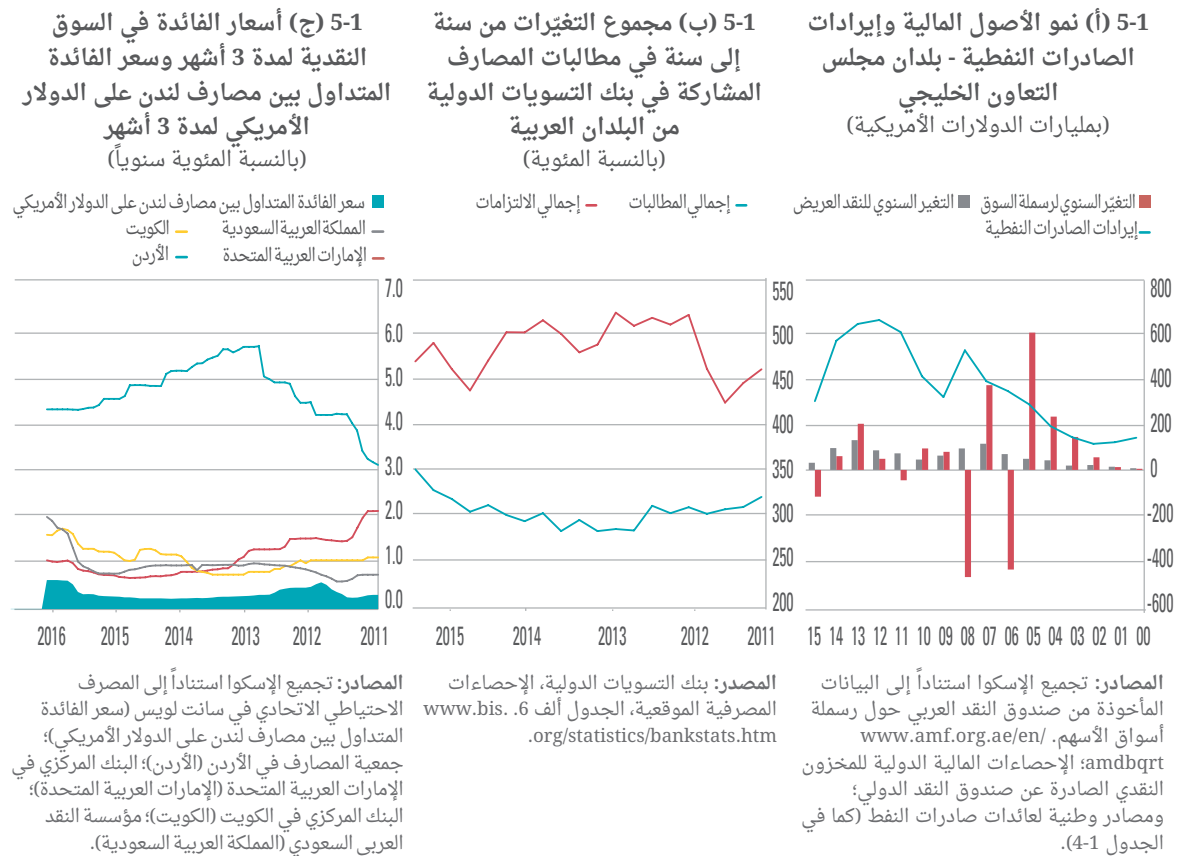 5-1 (أ) نمو الأصول المالية وإيرادات
الصادرات النفطية - بلدان مجلس
التعاون الخليجي
(بمليارات الدولارات الأمريكية)
التغيّر السنوي لرسملة السوق
التغير السنوي للنقد العريض
إيرادات الصادرات النفطية
800
600
400
200
0
-200
-400
-600
15 14 13 12 11 10 09 08 07 06 05 04 03 02 01 00
المصادر: تجميع الإسكوا استناداً إلى البيانات
المأخوذة من صندوق النقد العربي حول رسملة
أسواق الأسهم. www.amf.org.ae/en/
amdbqrt؛ الإحصاءات المالية الدولية للمخزون
النقدي الصادرة عن صندوق النقد الدولي؛
ومصادر وطنية لعائدات صادرات النفط (كما في
الجدول 1-4).
5-1 (ب) مجموع التغيّرات من سنة
إلى سنة في مطالبات المصارف
المشاركة في بنك التسويات الدولية
من البلدان العربية
(بالنسبة المئوية)
إجمالي المطالبات
إجمالي الالتزامات
550
500
450
400
350
300
250
200
2015 2014 2013 2012 2011
المصدر: بنك التسويات الدولية، الإحصاءات
المصرفية الموقعية، الجدول ألف 6. www.bis.
org/statistics/bankstats.htm.
5-1 (ج) أسعار الفائدة في السوق
النقدية لمدة 3 أشهر وسعر الفائدة
المتداول بين مصارف لندن على الدولار
الأمريكي لمدة 3 أشهر
(بالنسبة المئوية سنوياً)
سعر الفائدة المتداول بين مصارف لندن على الدولار الأمريكي
المملكة العربية السعودية
الكويت
الإمارات العربية المتحدة
الأردن
7.0
6.0
5.0
4.0
3.0
2.0
1.0
0.0
2016 2015 2014 2013 2012 2011
المصادر: تجميع الإسكوا استناداً إلى المصرف
الاحتياطي الاتحادي في سانت لويس (سعر الفائدة
المتداول بين مصارف لندن على الدولار الأمريكي)؛
جمعية المصارف في الأردن (الأردن)؛ البنك المركزي في
الإمارات العربية المتحدة (الإمارات العربية المتحدة)؛
البنك المركزي في الكويت (الكويت)؛ مؤسسة النقد
العربي السعودي (المملكة العربية السعودية).